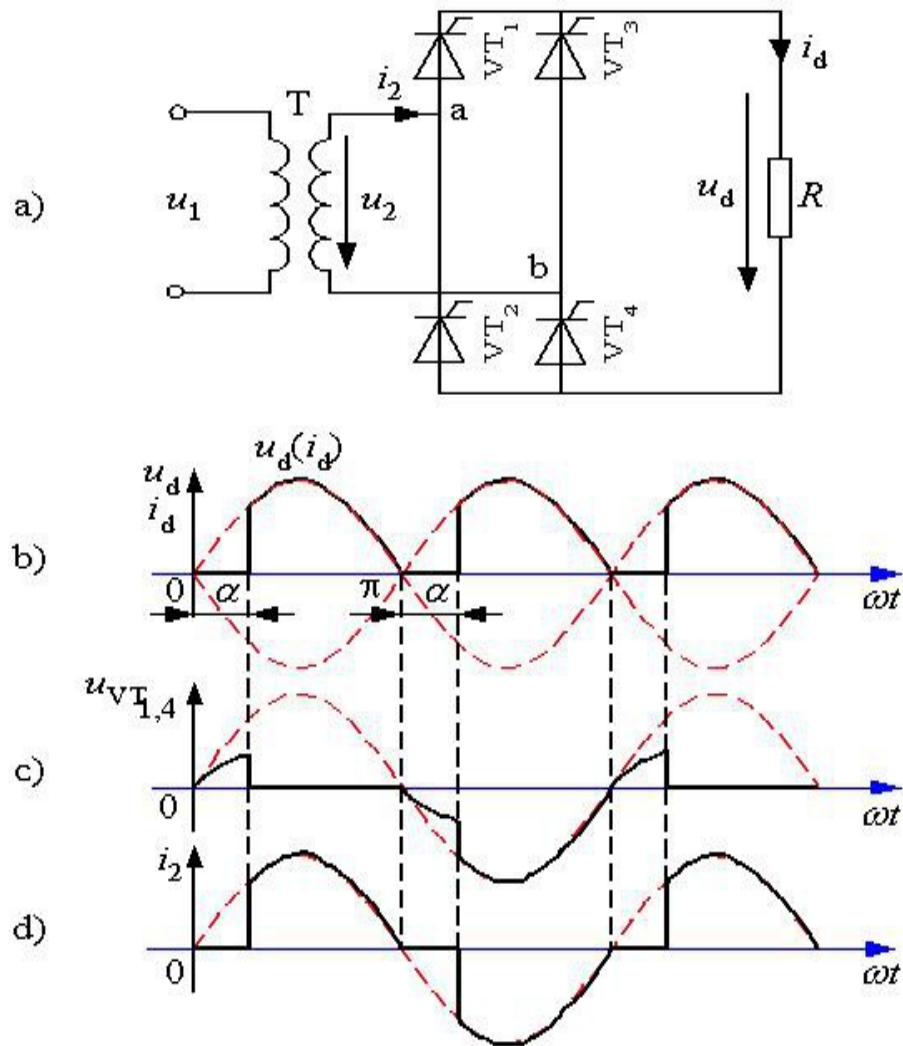 a)
T
u1
i2
u2
a
b
VT1
VT3
VT2
VT4
id
ud
R
b)
ud
id
ud(id)
0
α
π
α
ωt
c)
uVT1,4
0
ωt
d)
i2
0
ωt